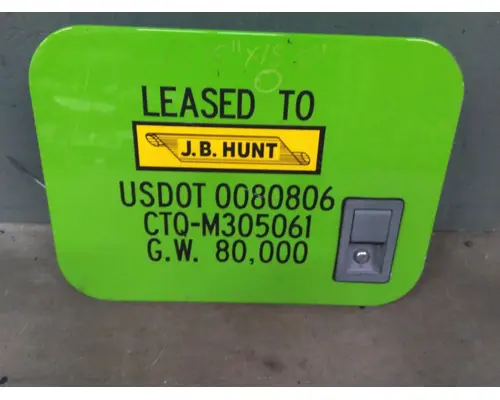 LEASED TO
J.B. HUNT
USDOT 0080806
CTQ-M305061
G.W. 80,000